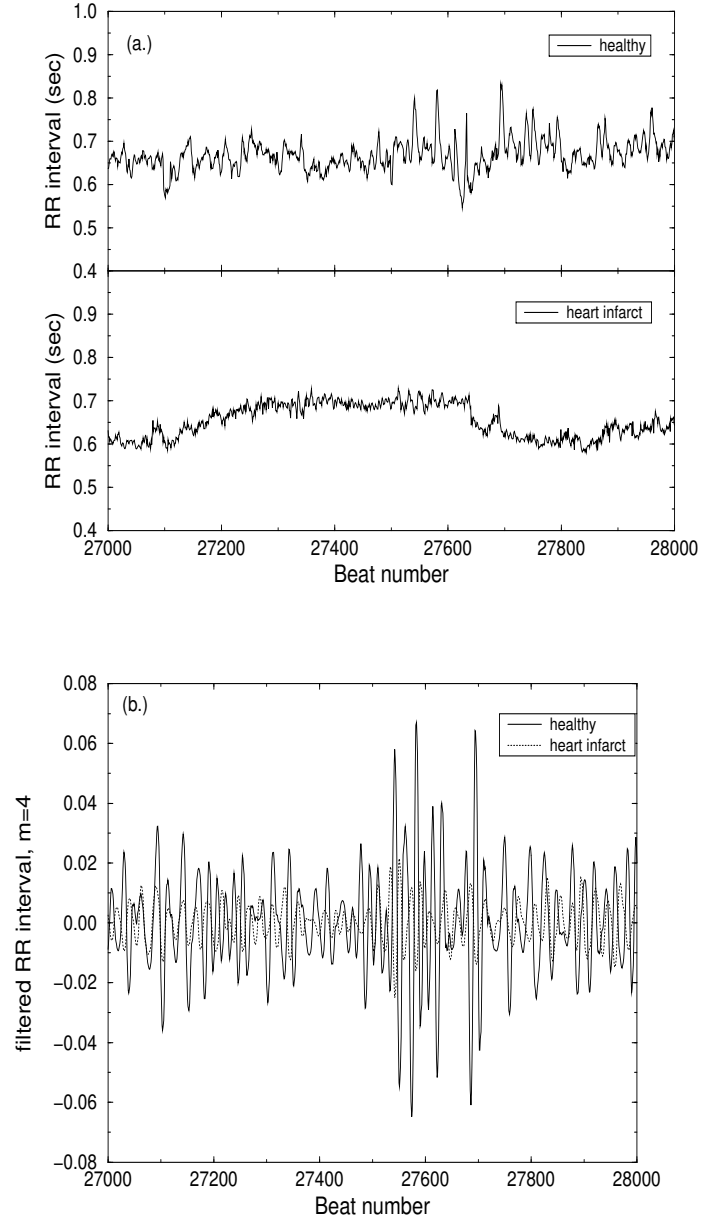 (a.)
healthy
RR interval (sec)
1.0
0.9
0.8
0.7
0.6
0.5
0.4
heart infarct
RR interval (sec)
0.9
0.8
0.7
0.6
0.5
0.4
27000 27200 27400 27600 27800 28000
Beat number
(b.)
healthy
heart infarct
filtered RR interval, m=4
0.08
0.06
0.04
0.02
0.00
−0.02
−0.04
−0.06
−0.08
27000 27200 27400 27600 27800 28000
Beat number